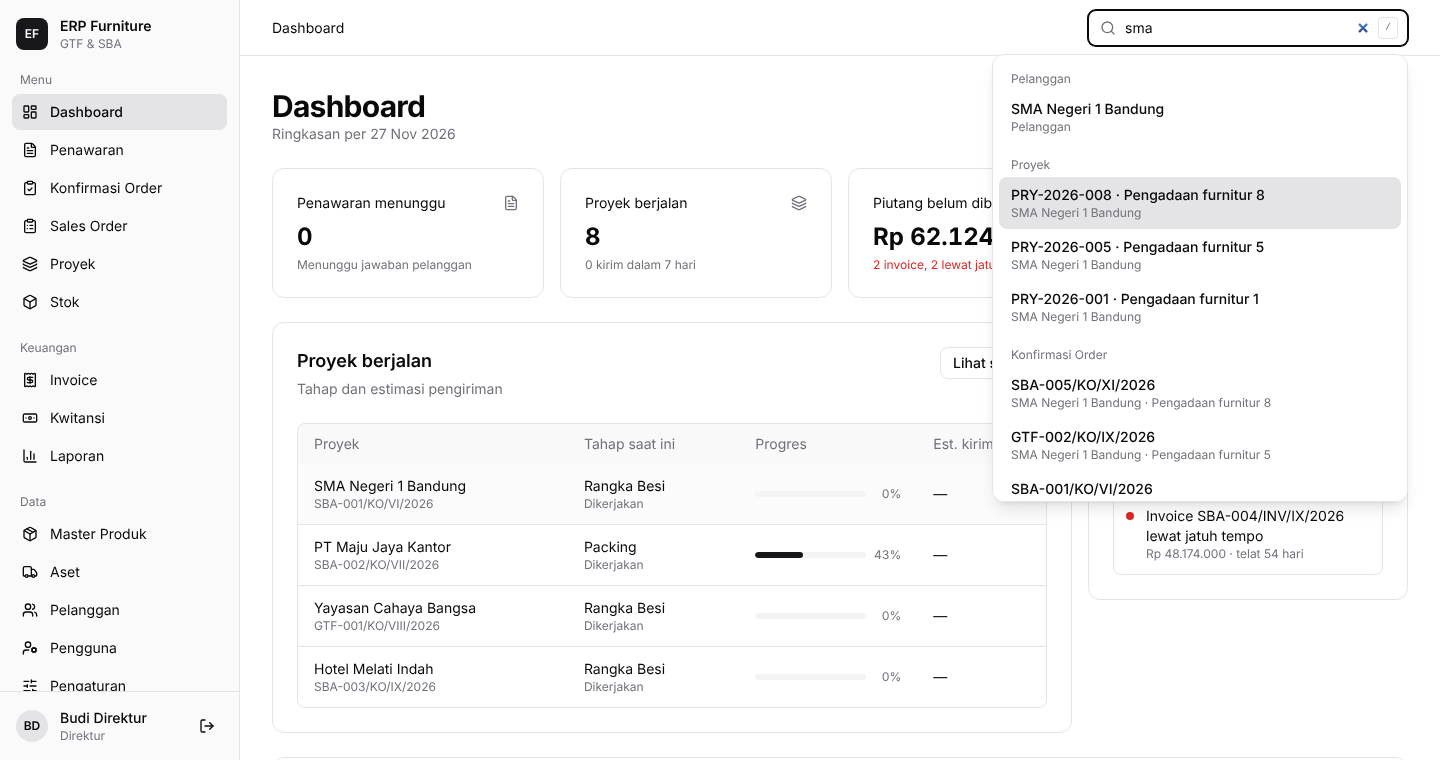 EF
ERP Furniture
GTF & SBA
Menu
Dashboard
Penawaran
Konfirmasi Order
Sales Order
Proyek
Stok
Keuangan
Invoice
Kwitansi
Laporan
Data
Master Produk
Aset
Pelanggan
Pengguna
Pengaturan
BD
Budi Direktur
Direktur
Dashboard
sma
/
Dashboard
Ringkasan per 27 Nov 2026
Penawaran menunggu
0
Menunggu jawaban pelanggan
Proyek berjalan
8
0 kirim dalam 7 hari
Piutang belum dib
Rp 62.124
2 invoice, 2 lewat jatu
Proyek berjalan
Tahap dan estimasi pengiriman
Lihat s
Proyek Tahap saat ini Progres Est. kirim
SMA Negeri 1 Bandung Rangka Besi 0% —
SBA-001/KO/VI/2026 Dikerjakan
PT Maju Jaya Kantor Packing 43% —
SBA-002/KO/VII/2026 Dikerjakan
Yayasan Cahaya Bangsa Rangka Besi 0% —
GTF-001/KO/VIII/2026 Dikerjakan
Hotel Melati Indah Rangka Besi 0% —
SBA-003/KO/IX/2026 Dikerjakan
Pelanggan
SMA Negeri 1 Bandung
Pelanggan
Proyek
PRY-2026-008 · Pengadaan furnitur 8
SMA Negeri 1 Bandung
PRY-2026-005 · Pengadaan furnitur 5
SMA Negeri 1 Bandung
PRY-2026-001 · Pengadaan furnitur 1
SMA Negeri 1 Bandung
Konfirmasi Order
SBA-005/KO/XI/2026
SMA Negeri 1 Bandung · Pengadaan furnitur 8
GTF-002/KO/IX/2026
SMA Negeri 1 Bandung · Pengadaan furnitur 5
SBA-001/KO/VI/2026
Invoice SBA-004/INV/IX/2026
lewat jatuh tempo
Rp 48.174.000 · telat 54 hari